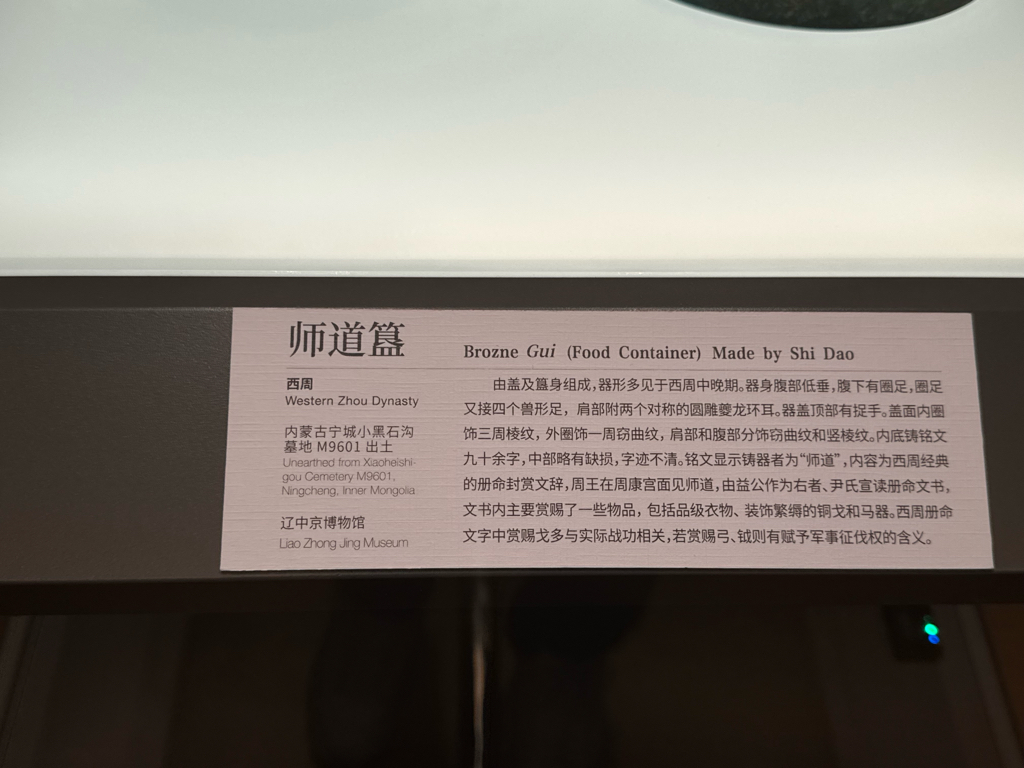 师道簋
Brozne Gui (Food Container) Made by Shi Dao
西周
Western Zhou Dynasty
内蒙古宁城小黑石沟
墓地 M9601 出土
Unearthed from Xiaoheishi-
gou Cemetery M9601,
Ningcheng, Inner Mongolia
辽中京博物馆
Liao Zhong Jing Museum
由盖及簋身组成,器形多见于西周中晚期。器身腹部低垂,腹下有圈足,圈足
又接四个兽形足，肩部附两个对称的圆雕夔龙环耳。器盖顶部有捉手。盖面内圈
饰三周棱纹，外圈饰一周窃曲纹，肩部和腹部分饰窃曲纹和竖棱纹。内底铸铭文
九十余字,中部略有缺损,字迹不清。铭文显示铸器者为“师道”,内容为西周经典
的册命封赏文辞,周王在周康宫面见师道,由益公作为右者、尹氏宣读册命文书,
文书内主要赏赐了一些物品，包括品级衣物、装饰繁缛的铜戈和马器。西周册命
文字中赏赐戈多与实际战功相关,若赏赐弓、钺则有赋予军事征伐权的含义。